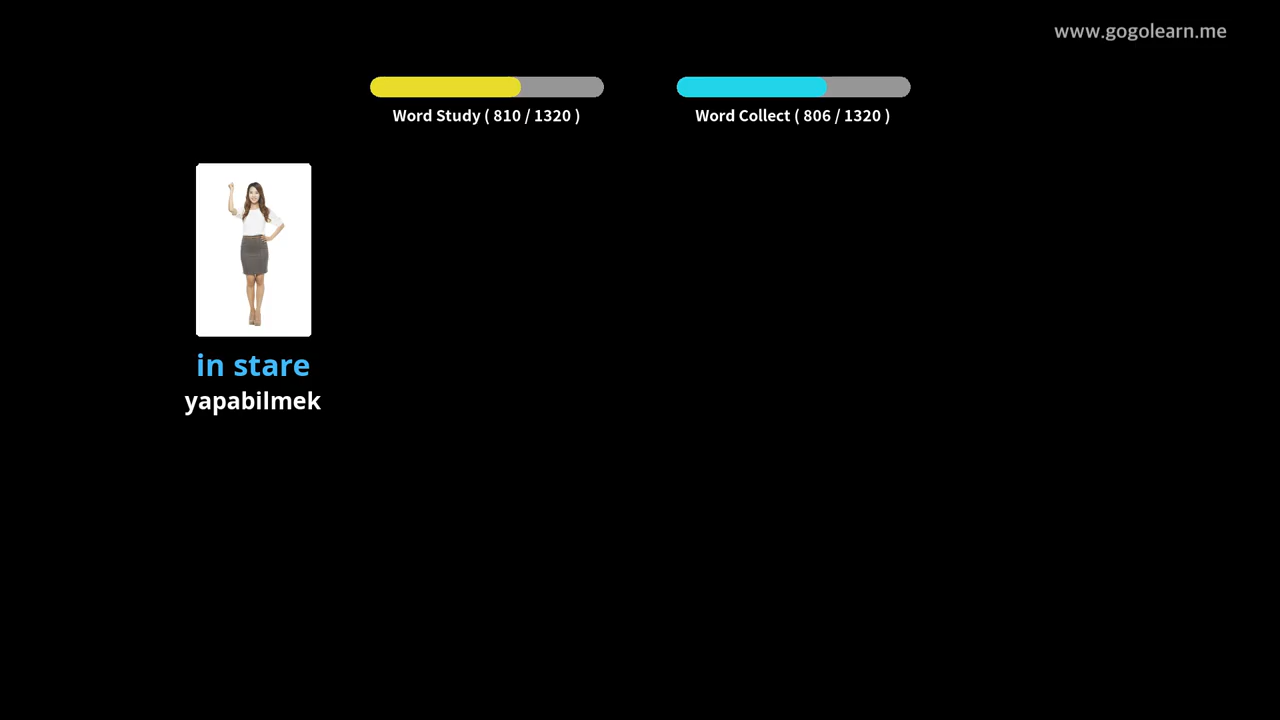 www.gogolearn.me
Word Study ( 810 / 1320 )
Word Collect ( 806 / 1320 )
in stare
yapabilmek